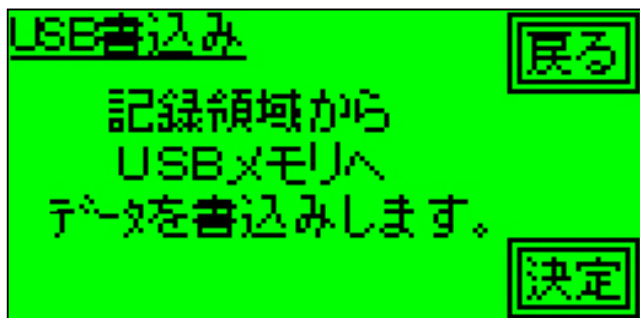 USB書込み
戻る
記録領域から
USBメモリへ
ﾃﾞｰﾀを書込みします。
決定